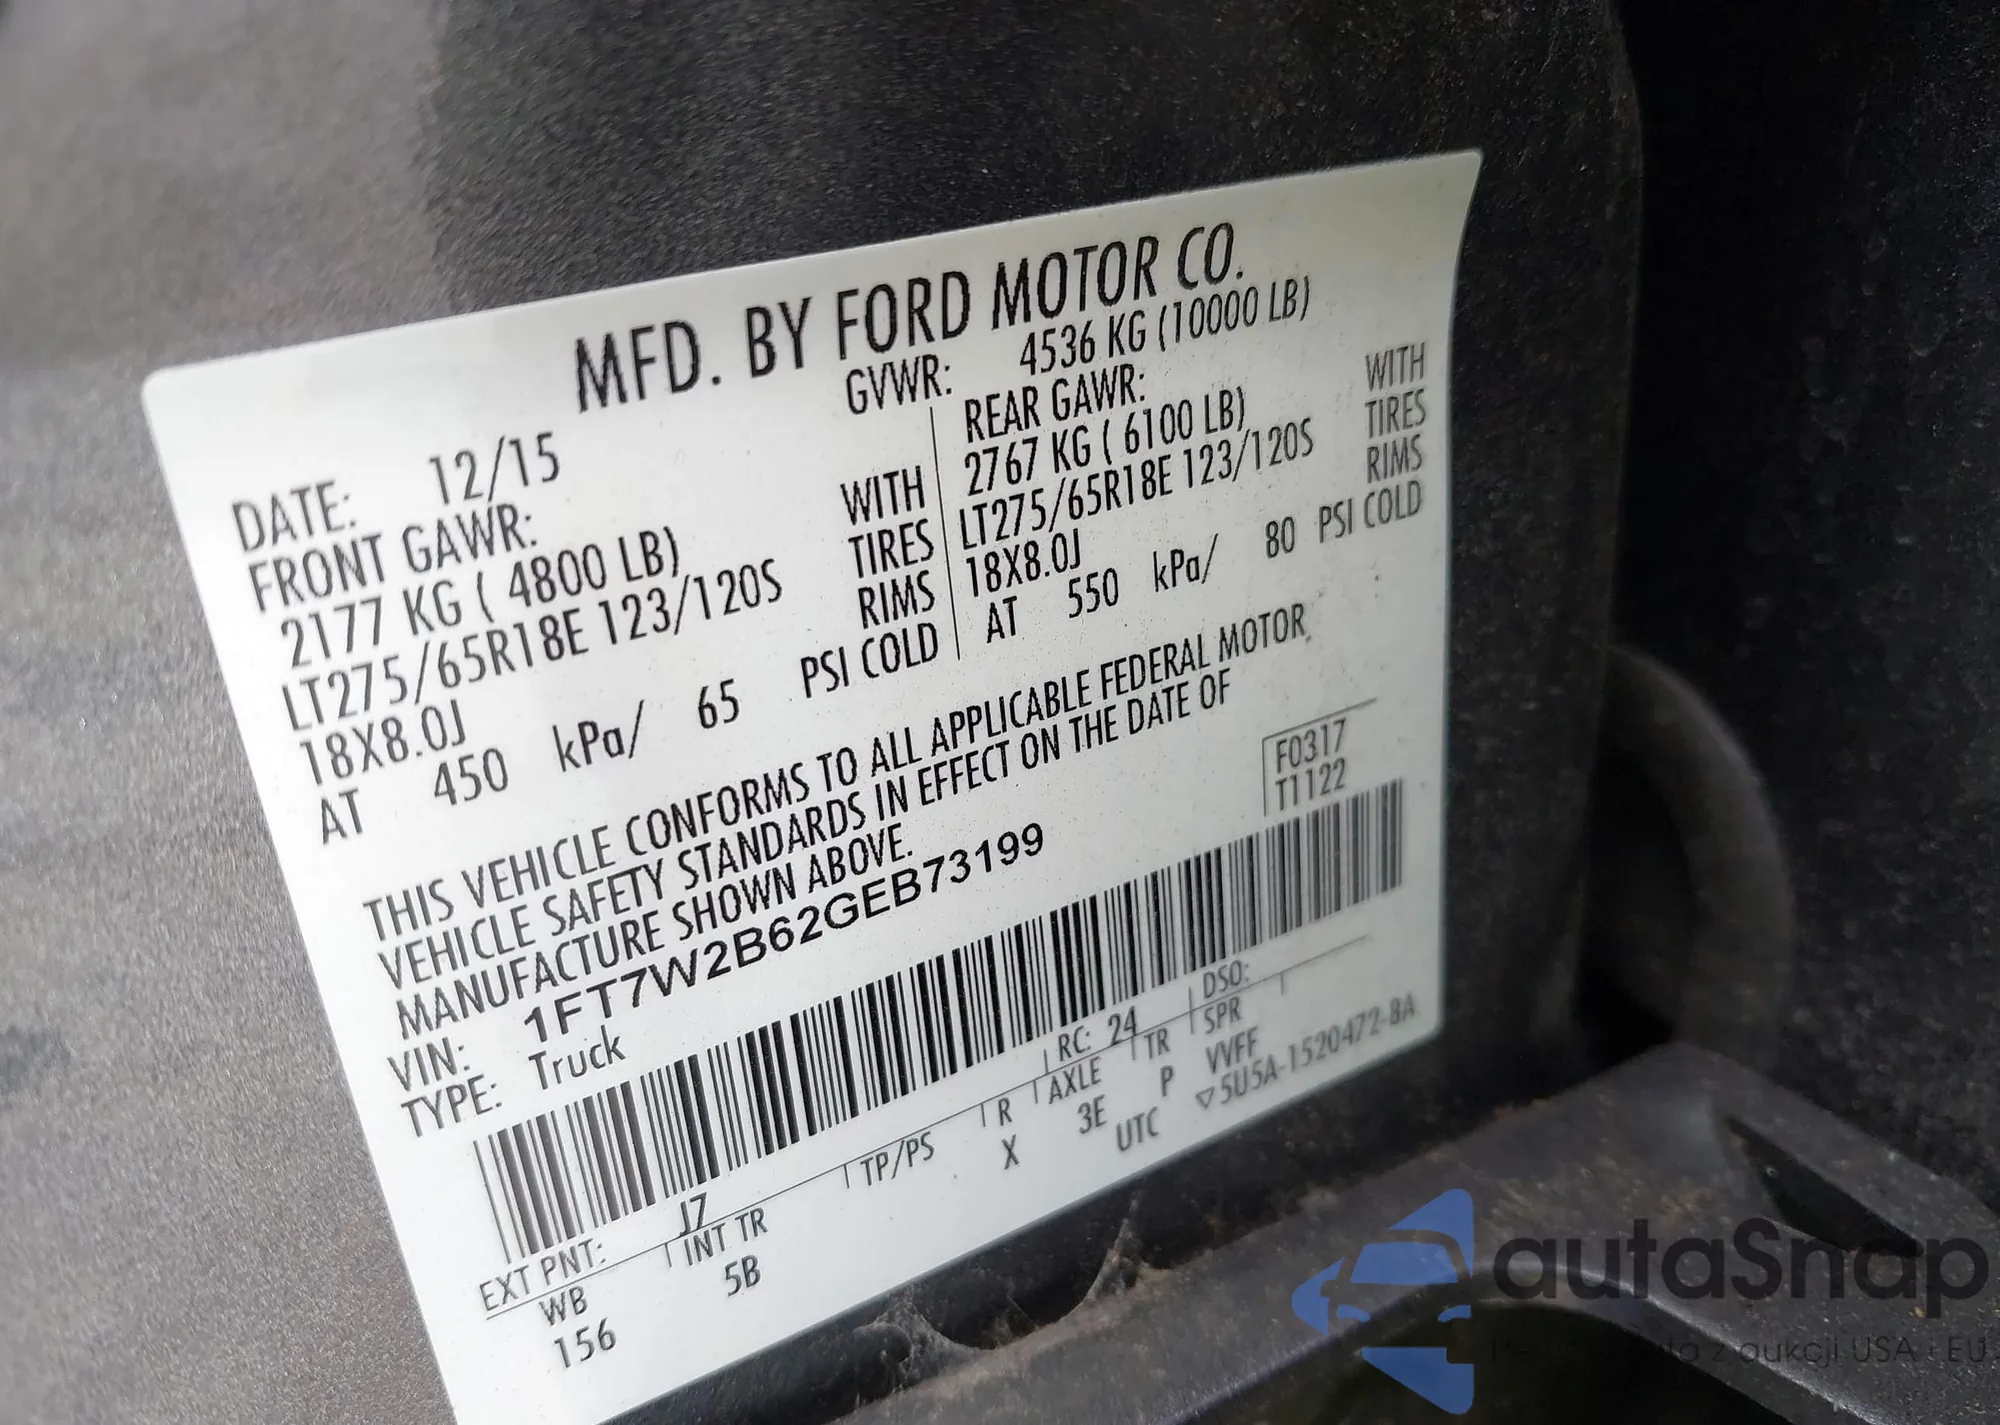 MFD. BY FORD MOTOR CO.
DATE: 12/15
GVWR: 4536 KG (10000 LB)
FRONT GAWR:
2177 KG ( 4800 LB) WITH
LT275/65R18E 123/120S TIRES
18X8.0J RIMS
AT 450 kPa/ 65 PSI COLD
REAR GAWR:
2767 KG ( 6100 LB) WITH
LT275/65R18E 123/120S TIRES
18X8.0J RIMS
AT 550 kPa/ 80 PSI COLD
THIS VEHICLE CONFORMS TO ALL APPLICABLE FEDERAL MOTOR
VEHICLE SAFETY STANDARDS IN EFFECT ON THE DATE OF
MANUFACTURE SHOWN ABOVE.
F0317
T1122
VIN: 1FT7W2B62GEB73199
TYPE: Truck
EXT PNT: J7 RC: 24 DSO:
WB INT TR TP/PS R AXLE TR SPR
156 5B X 3E P VVFF
UTC ▽5U5A-1520472-8A
autaSnap
auta z aukcji USA i EU